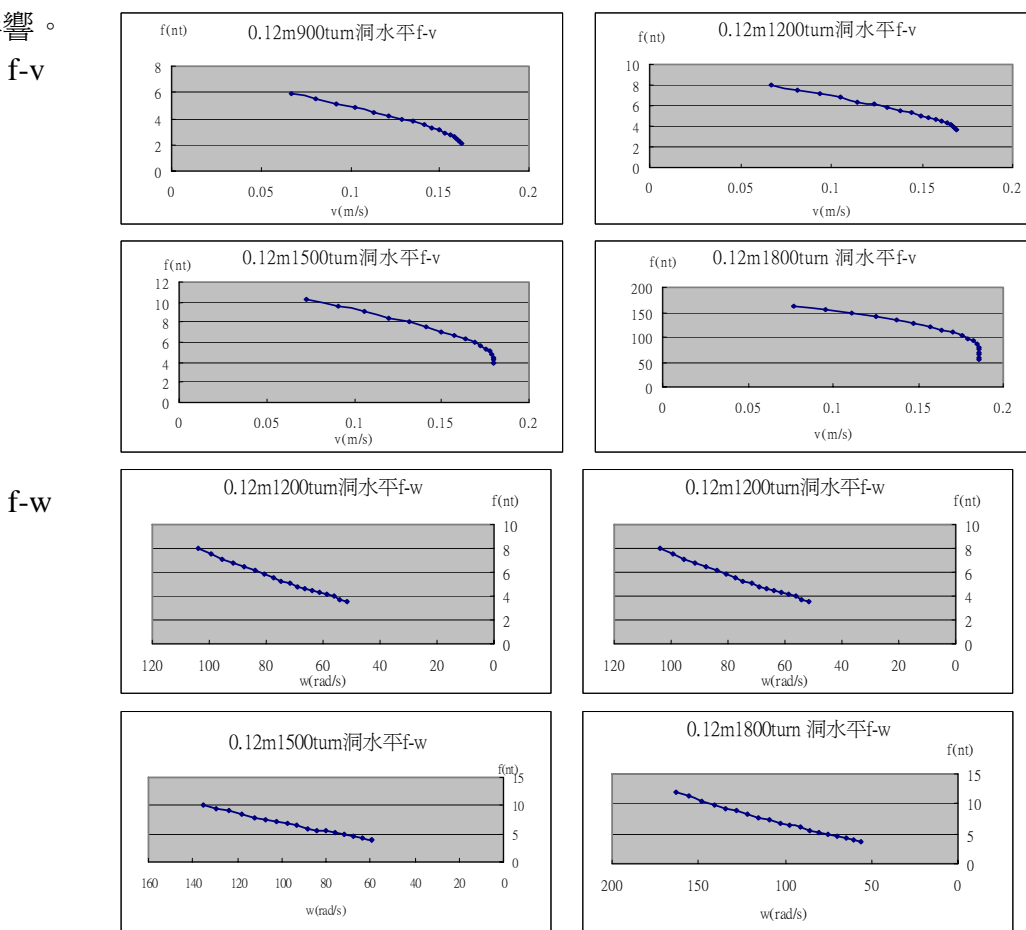 響。
f-v
f(nt) 0.12m900turn洞水平f-v
8
6
4
2
0
0 0.05 0.1 0.15 0.2
v(m/s)
f(nt) 0.12m1200turn洞水平f-v
10
8
6
4
2
0
0 0.05 0.1 0.15 0.2
v(m/s)
f(nt) 0.12m1500turn洞水平f-v
12
10
8
6
4
2
0
0 0.05 0.1 0.15 0.2
v(m/s)
f(nt) 0.12m1800turn 洞水平f-v
200
150
100
50
0
0 0.05 0.1 0.15 0.2
v(m/s)
f-w
0.12m1200turn洞水平f-w
f(nt)
10
8
6
4
2
0
120 100 80 60 40 20 0
w(rad/s)
0.12m1200turn洞水平f-w
f(nt)
10
8
6
4
2
0
120 100 80 60 40 20 0
w(rad/s)
0.12m1500turn洞水平f-w
f(nt)
15
10
5
0
160 140 120 100 80 60 40 20 0
w(rad/s)
0.12m1800turn 洞水平f-w
f(nt)
15
10
5
0
200 150 100 50 0
w(rad/s)